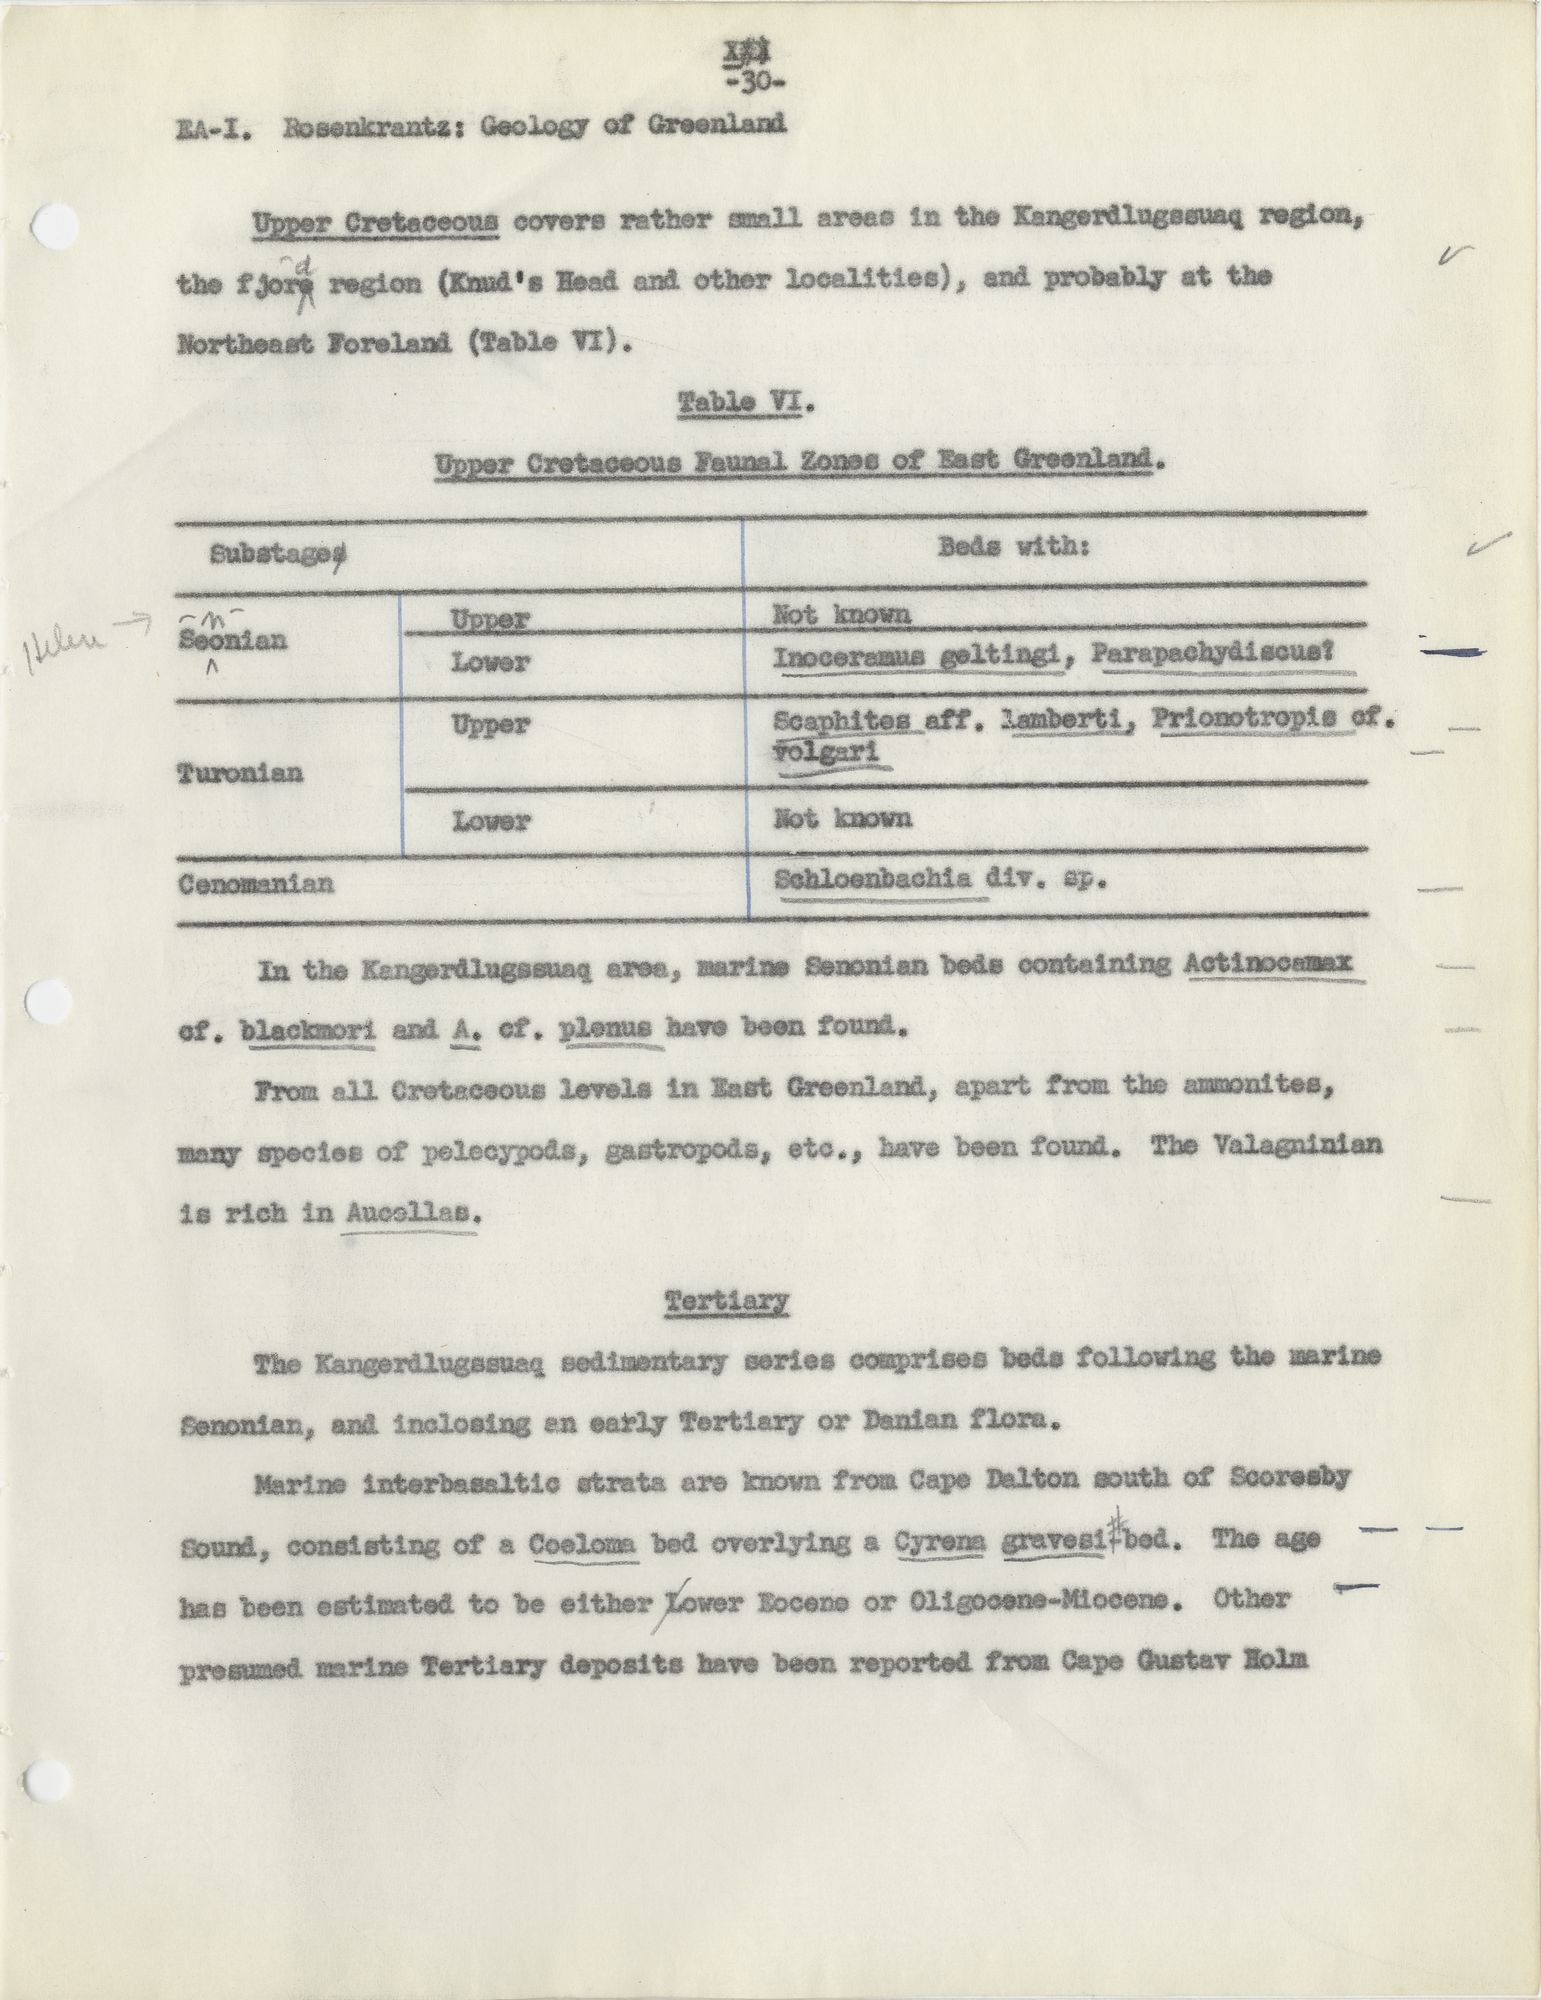 -30-
EA-I. Rosenkrantz: Geology of Greenland
Upper Cretaceous covers rather small areas in the Kangerdlugssuaq region,
the fjord region (Knud's Head and other localities), and probably at the
Northeast Foreland (Table VI).
Table VI.
Upper Cretaceous Faunal Zones of East Greenland.
Substages Beds with:
n
Helen → Seonian Upper Not known
Lower Inoceramus geltingi, Parapachydiscus?
Turonian Upper Scaphites aff. lamberti, Prionotropis cf.
volgari
Lower Not known
Cenomanian Schloenbachia div. sp.
In the Kangerdlugssuaq area, marine Senonian beds containing Actinocamax
cf. blackmori and A. cf. plenus have been found.
From all Cretaceous levels in East Greenland, apart from the ammonites,
many species of pelecypods, gastropods, etc., have been found. The Valagninian
is rich in Aucellas.
Tertiary
The Kangerdlugssuaq sedimentary series comprises beds following the marine
Senonian, and inclosing an early Tertiary or Danian flora.
Marine interbasaltic strata are known from Cape Dalton south of Scoresby
Sound, consisting of a Coeloma bed overlying a Cyrena gravesi-bed. The age
has been estimated to be either Lower Eocene or Oligocene-Miocene. Other
presumed marine Tertiary deposits have been reported from Cape Gustav Holm